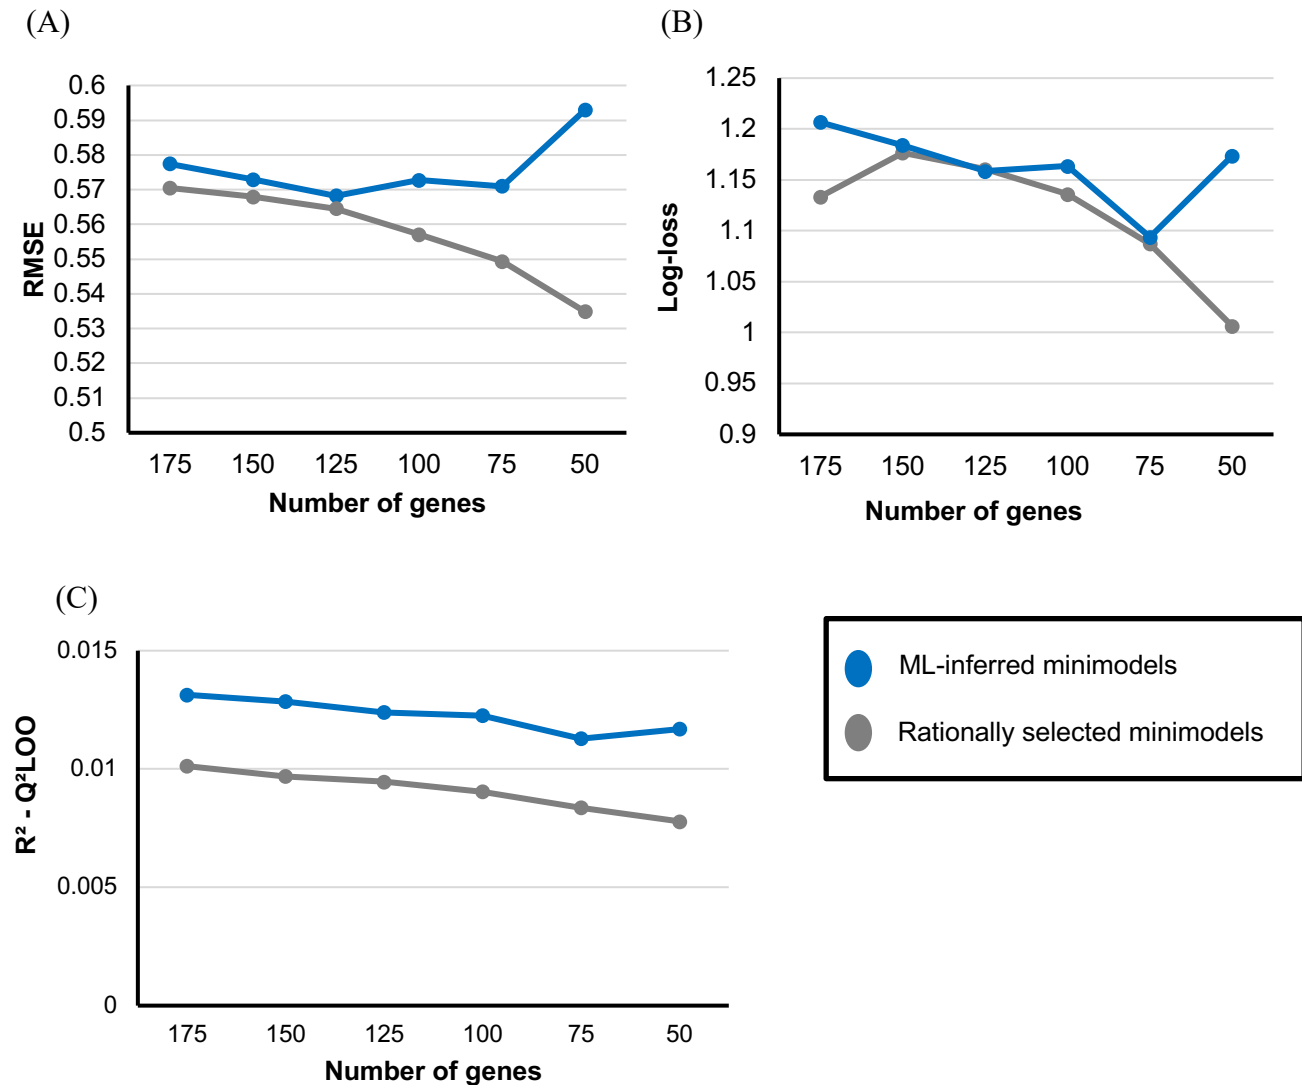 (A)
0.6
0.59
0.58
0.57
0.56
0.55
0.54
0.53
0.52
0.51
0.5
RMSE
175 150 125 100 75 50
Number of genes
(B)
1.25
1.2
1.15
1.1
1.05
1
0.95
0.9
Log-loss
175 150 125 100 75 50
Number of genes
(C)
0.015
0.01
0.005
0
R² - Q²LOO
175 150 125 100 75 50
Number of genes
ML-inferred minimodels
Rationally selected minimodels